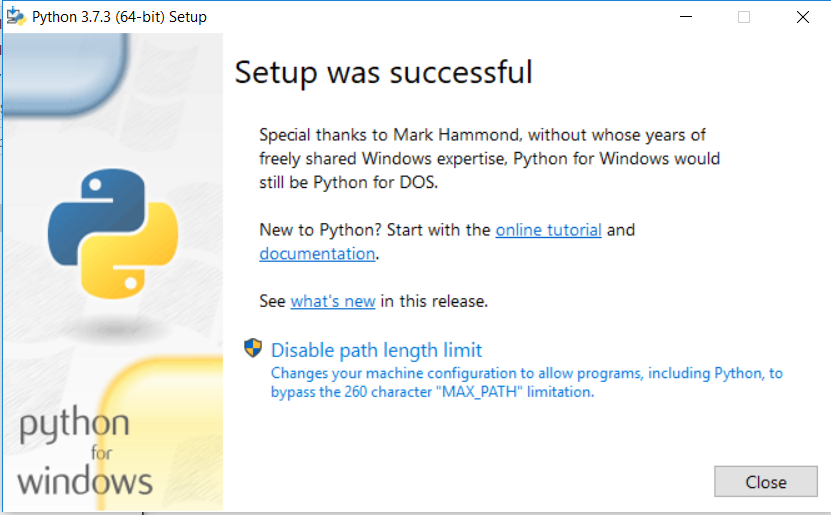 Python 3.7.3 (64-bit) Setup
Setup was successful
Special thanks to Mark Hammond, without whose years of
freely shared Windows expertise, Python for Windows would
still be Python for DOS.
New to Python? Start with the online tutorial and
documentation.
See what's new in this release.
Disable path length limit
Changes your machine configuration to allow programs, including Python, to
bypass the 260 character "MAX_PATH" limitation.
python
for
windows
Close